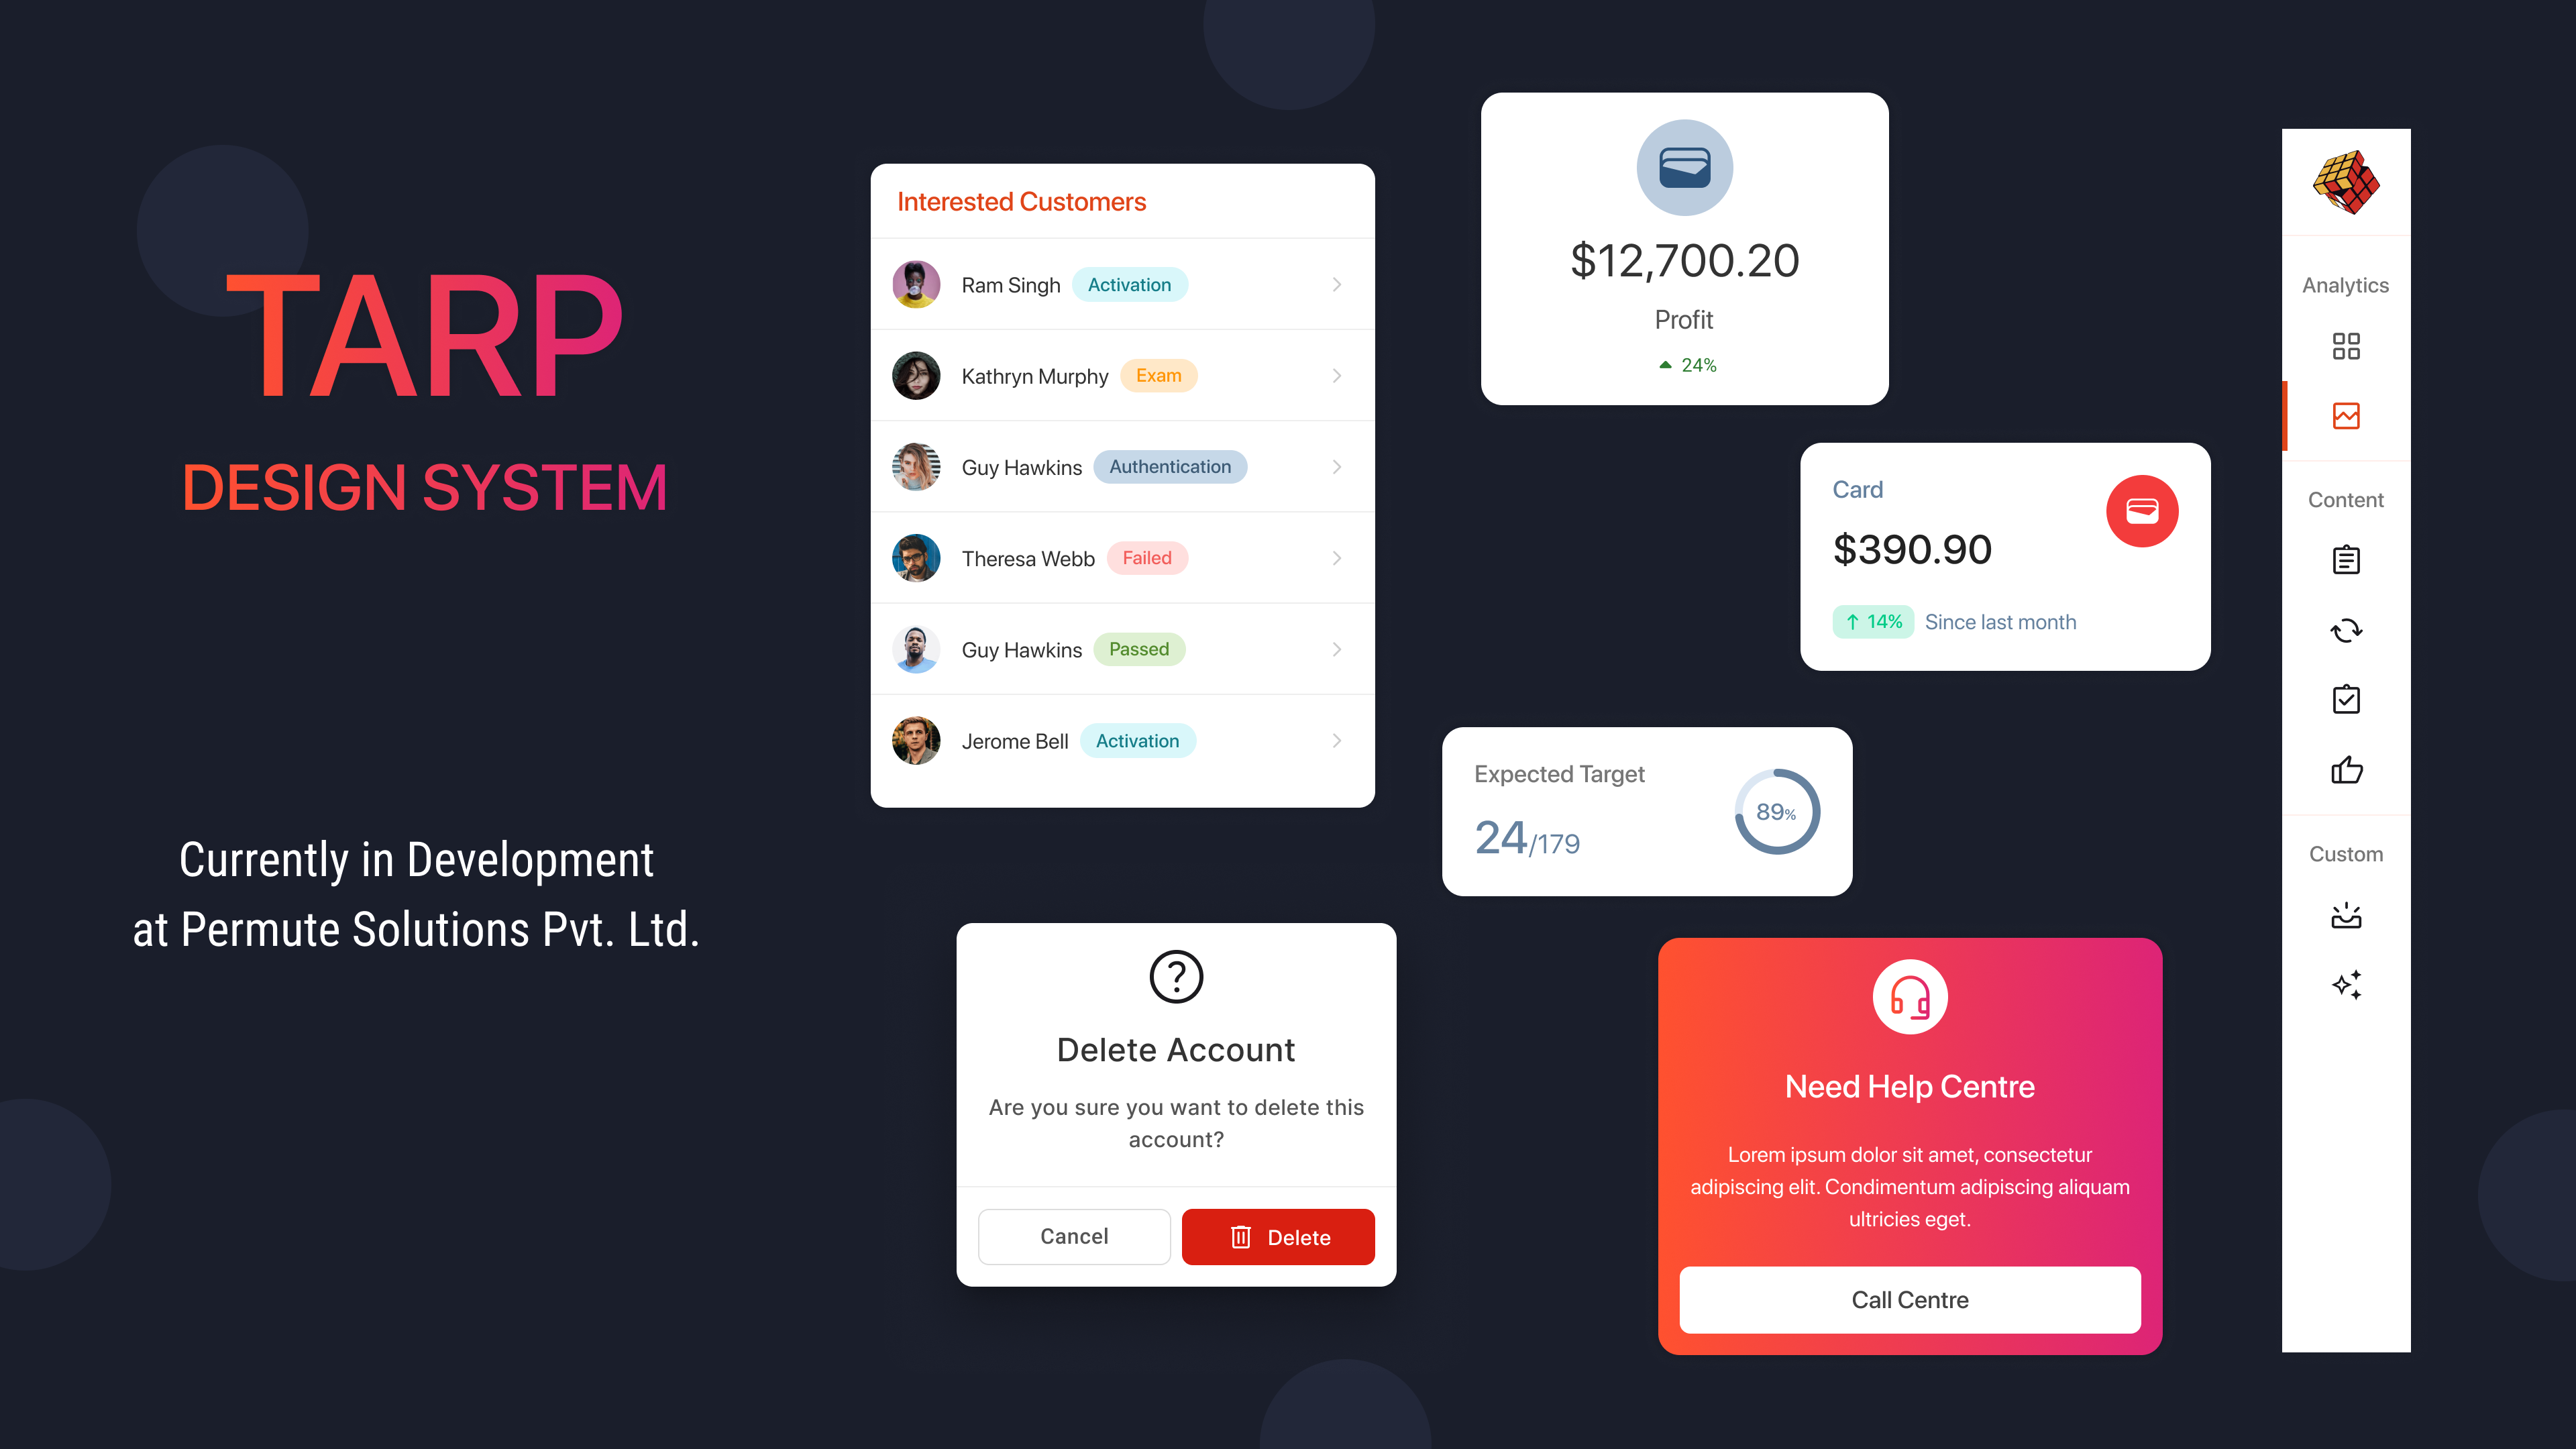 TARP
DESIGN SYSTEM
Currently in Development
at Permute Solutions Pvt. Ltd.
Interested Customers
Ram Singh Activation
Kathryn Murphy Exam
Guy Hawkins Authentication
Theresa Webb Failed
Guy Hawkins Passed
Jerome Bell Activation
$12,700.20
Profit
24%
Card
$390.90
↑ 14% Since last month
Expected Target
24/179
89%
?
Delete Account
Are you sure you want to delete this
account?
Cancel
Delete
Need Help Centre
Lorem ipsum dolor sit amet, consectetur
adipiscing elit. Condimentum adipiscing aliquam
ultricies eget.
Call Centre
Analytics
Content
Custom